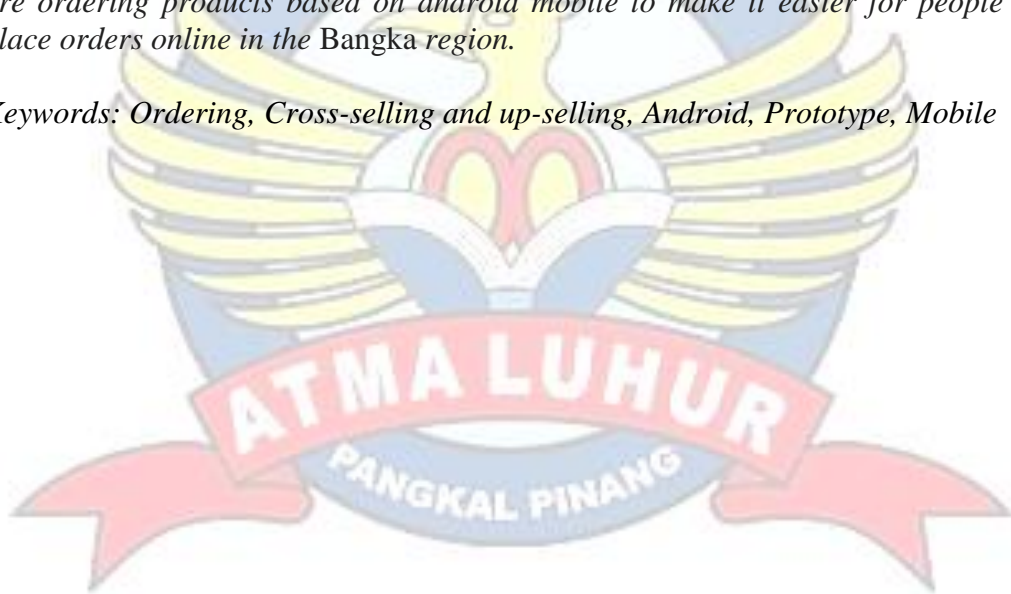 re ordering products based on android mobile to make it easier for people
lace orders online in the Bangka region.
eywords: Ordering, Cross-selling and up-selling, Android, Prototype, Mobile
ATMA LUHUR
PANGKAL PINANG